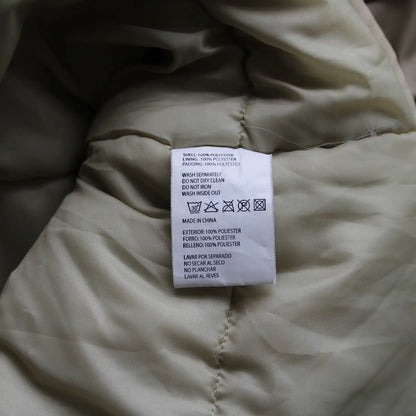 SHELL: 100% POLYESTER
LINING: 100% POLYESTER
PADDING: 100% POLYESTER
WASH SEPARATELY
DO NOT DRY CLEAN
DO NOT IRON
WASH INSIDE OUT
MADE IN CHINA
EXTERIOR: 100% POLIESTER
FORRO: 100% POLIESTER
RELLENO: 100% POLIESTER
LAVAR POR SEPARADO
NO SECAR AL SECO
NO PLANCHAR
LAVAR AL REVES